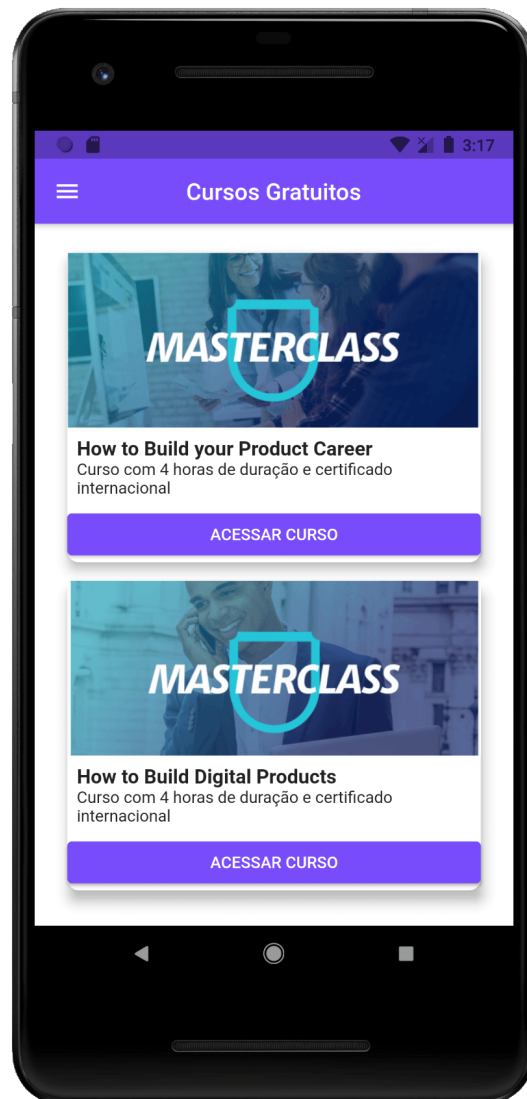 3:17
Cursos Gratuitos
MASTERCLASS
How to Build your Product Career
Curso com 4 horas de duração e certificado
internacional
ACESSAR CURSO
MASTERCLASS
How to Build Digital Products
Curso com 4 horas de duração e certificado
internacional
ACESSAR CURSO